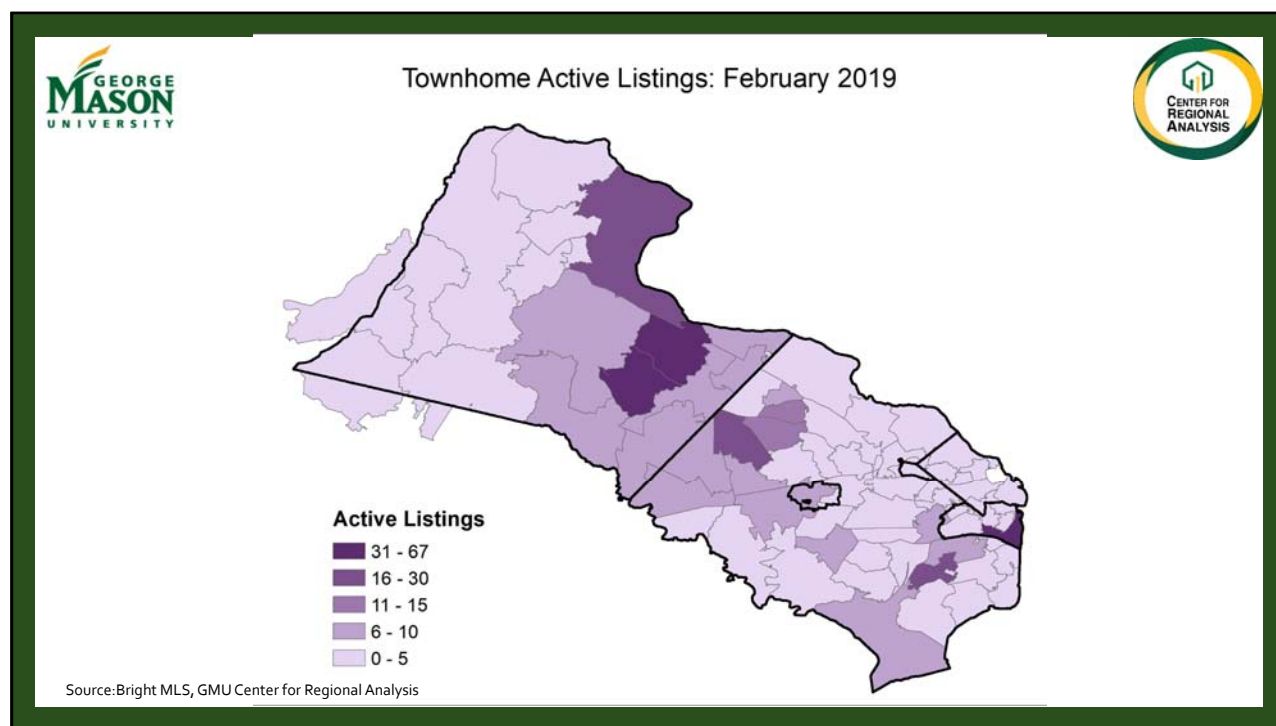 GEORGE
MASON
UNIVERSITY
Townhome Active Listings: February 2019
CENTER FOR
REGIONAL
ANALYSIS
Active Listings
31 - 67
16 - 30
11 - 15
6 - 10
0 - 5
Source:Bright MLS, GMU Center for Regional Analysis